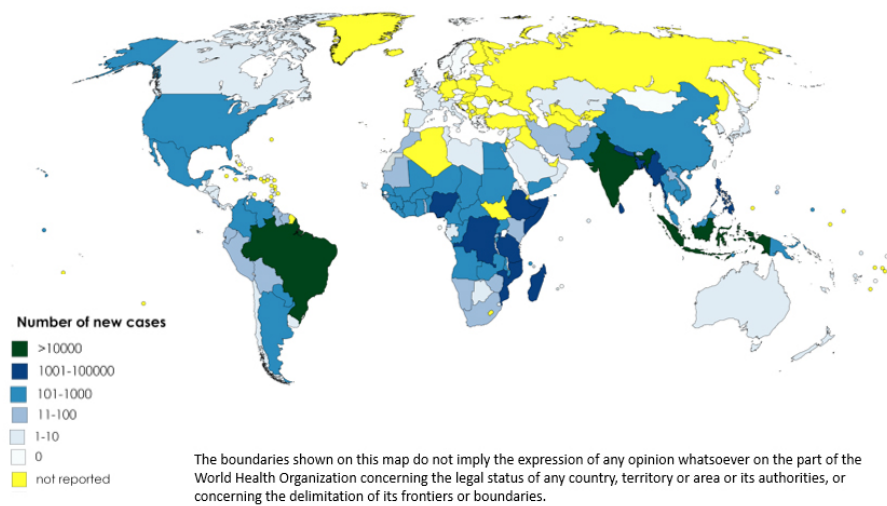 Number of new cases
>10000
1001-100000
101-1000
11-100
1-10
0
not reported
The boundaries shown on this map do not imply the expression of any opinion whatsoever on the part of the
World Health Organization concerning the legal status of any country, territory or area or its authorities, or
concerning the delimitation of its frontiers or boundaries.